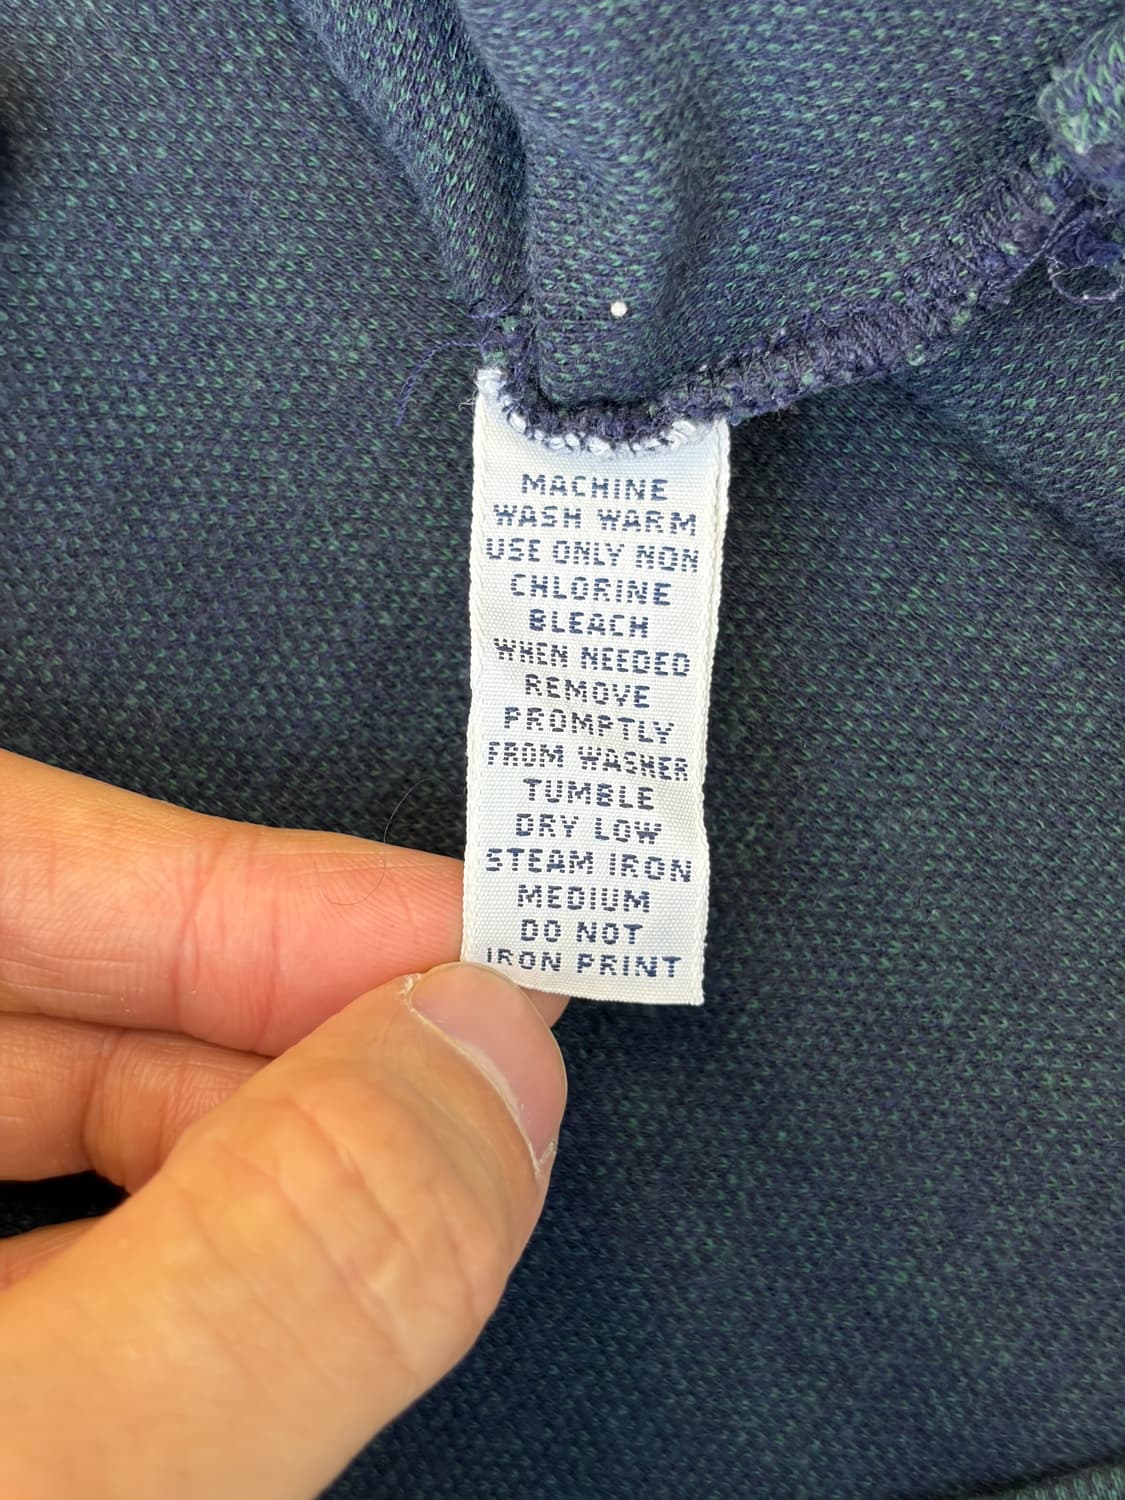 MACHINE
WASH WARM
USE ONLY NON
CHLORINE
BLEACH
WHEN NEEDED
REMOVE
PROMPTLY
FROM WASHER
TUMBLE
DRY LOW
STEAM IRON
MEDIUM
DO NOT
IRON PRINT